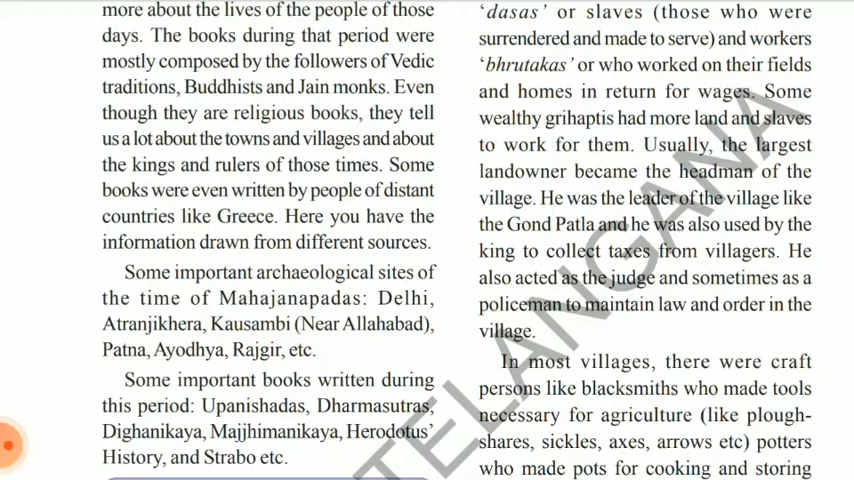 more about the lives of the people of those
days. The books during that period were
mostly composed by the followers of Vedic
traditions, Buddhists and Jain monks. Even
though they are religious books, they tell
us a lot about the towns and villages and about
the kings and rulers of those times. Some
books were even written by people of distant
countries like Greece. Here you have the
information drawn from different sources.
Some important archaeological sites of
the time of Mahajanapadas: Delhi,
Atranjikhera, Kausambi (Near Allahabad),
Patna, Ayodhya, Rajgir, etc.
Some important books written during
this period: Upanishadas, Dharmasutras,
Dighanikaya, Majjhimanikaya, Herodotus'
History, and Strabo etc.
'dasas' or slaves (those who were
surrendered and made to serve) and workers
'bhrutakas' or who worked on their fields
and homes in return for wages. Some
wealthy grihaptis had more land and slaves
to work for them. Usually, the largest
landowner became the headman of the
village. He was the leader of the village like
the Gond Patla and he was also used by the
king to collect taxes from villagers. He
also acted as the judge and sometimes as a
policeman to maintain law and order in the
village.
In most villages, there were craft
persons like blacksmiths who made tools
necessary for agriculture (like plough-
shares, sickles, axes, arrows etc) potters
who made pots for cooking and storing
TELANGANA